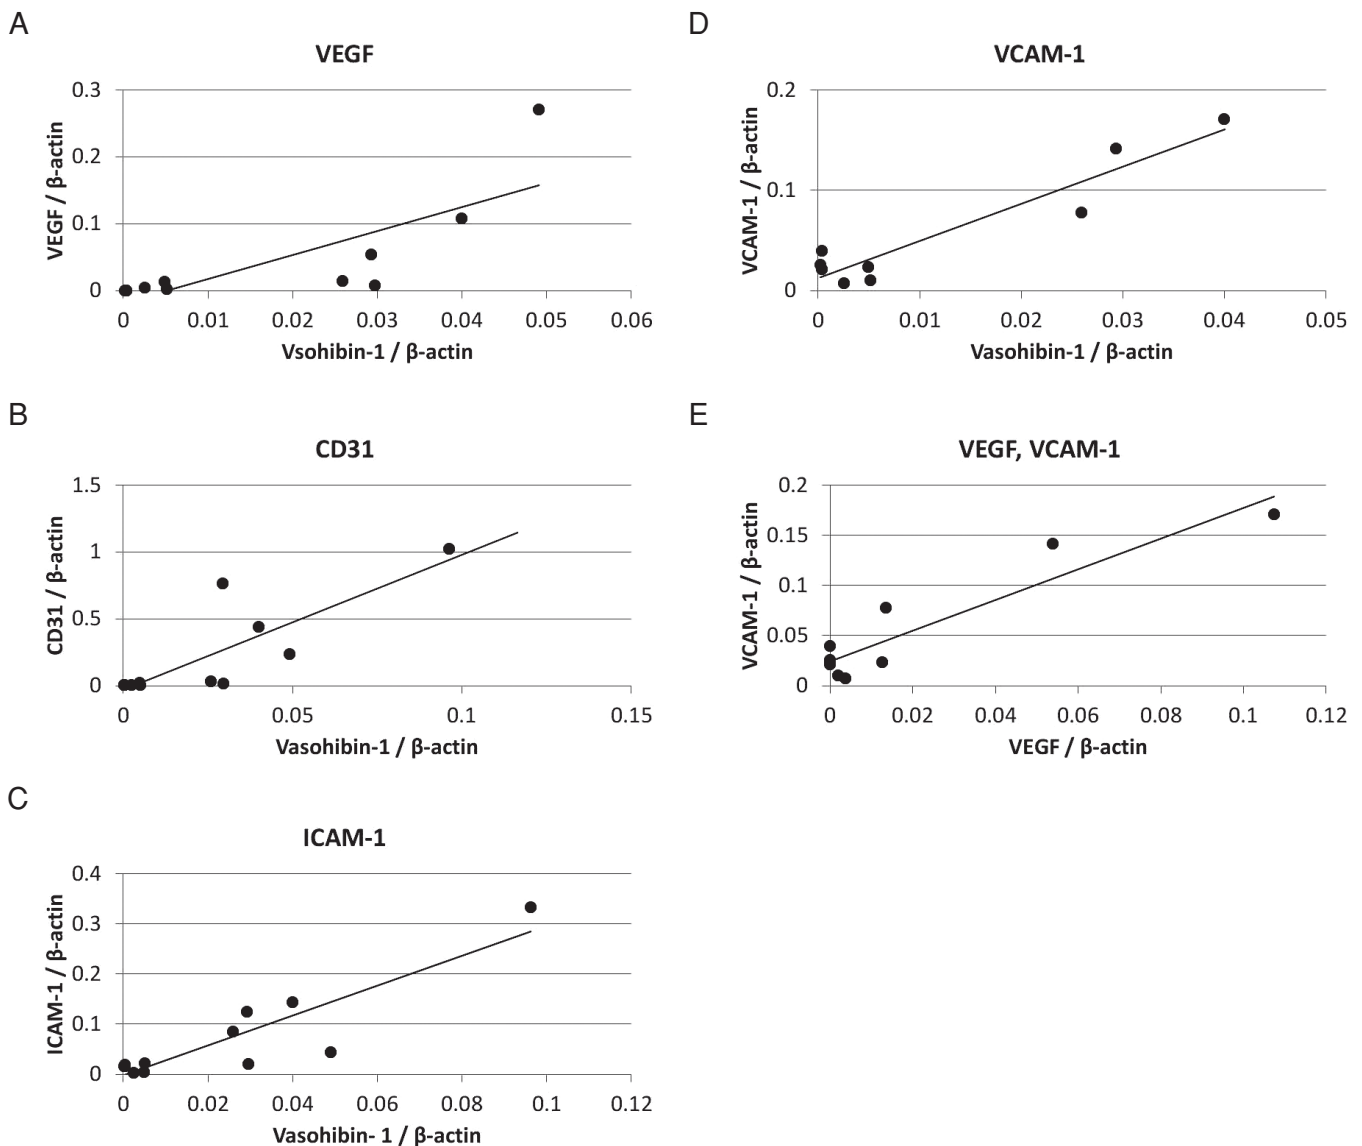 A
VEGF
VEGF / β-actin
0.3
0.2
0.1
0
0 0.01 0.02 0.03 0.04 0.05 0.06
Vsohibin-1 / β-actin
B
CD31
CD31 / β-actin
1.5
1
0.5
0
0 0.05 0.1 0.15
Vasohibin-1 / β-actin
C
ICAM-1
ICAM-1 / β-actin
0.4
0.3
0.2
0.1
0
0 0.02 0.04 0.06 0.08 0.1 0.12
Vasohibin- 1 / β-actin
D
VCAM-1
VCAM-1 / β-actin
0.2
0.1
0
0 0.01 0.02 0.03 0.04 0.05
Vasohibin-1 / β-actin
E
VEGF, VCAM-1
VCAM-1 / β-actin
0.2
0.15
0.1
0.05
0
0 0.02 0.04 0.06 0.08 0.1 0.12
VEGF / β-actin